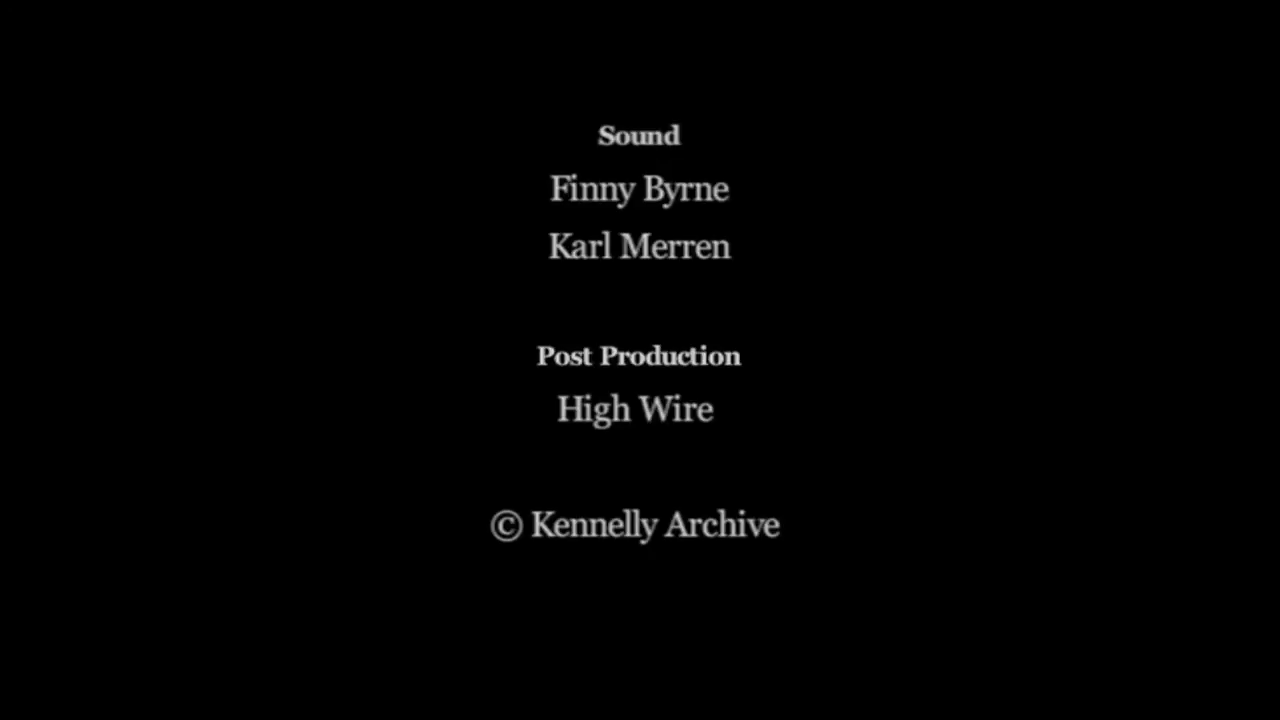 Sound
Finny Byrne
Karl Merren
Post Production
High Wire
© Kennelly Archive